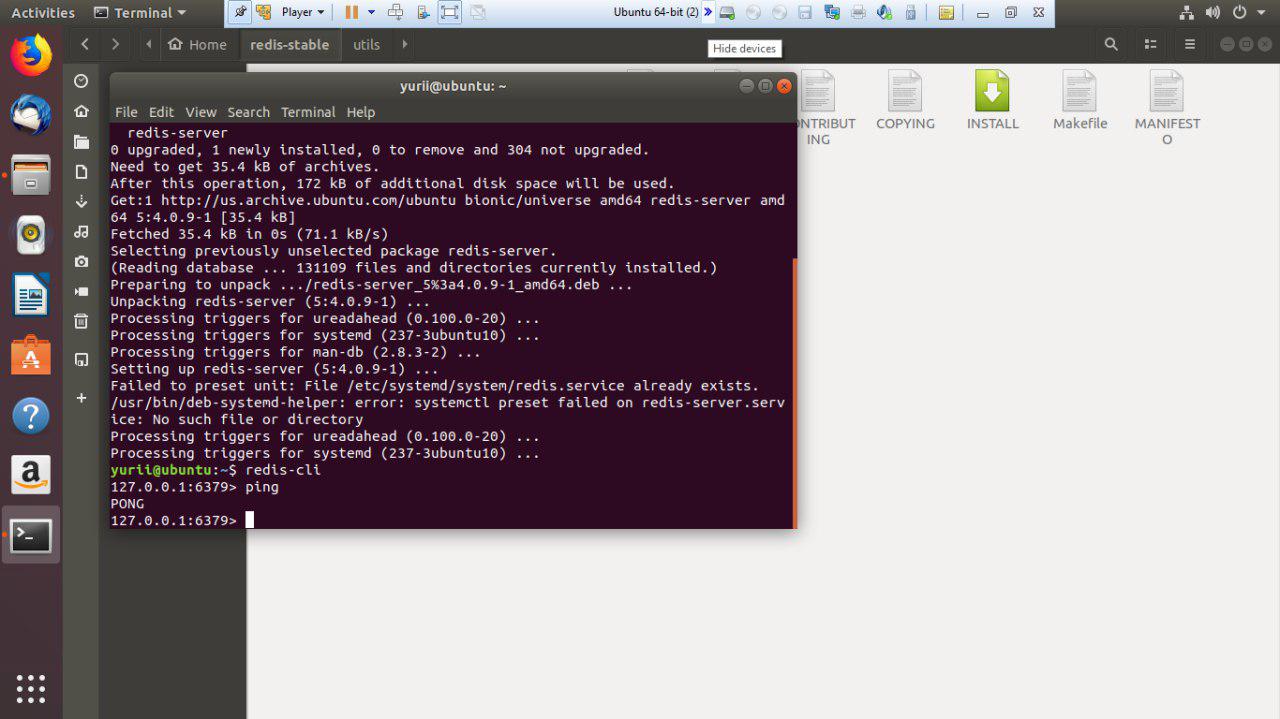 Activities
Terminal
Player
Ubuntu 64-bit (2)
Home
redis-stable
utils
Hide devices
yurii@ubuntu: ~
File Edit View Search Terminal Help
NTRIBUT
ING
COPYING
INSTALL
Makefile
MANIFEST
O
redis-server
0 upgraded, 1 newly installed, 0 to remove and 304 not upgraded.
Need to get 35.4 kB of archives.
After this operation, 172 kB of additional disk space will be used.
Get:1 http://us.archive.ubuntu.com/ubuntu bionic/universe amd64 redis-server amd
64 5:4.0.9-1 [35.4 kB]
Fetched 35.4 kB in 0s (71.1 kB/s)
Selecting previously unselected package redis-server.
(Reading database ... 131109 files and directories currently installed.)
Preparing to unpack .../redis-server_5%3a4.0.9-1_amd64.deb ...
Unpacking redis-server (5:4.0.9-1) ...
Processing triggers for ureadahead (0.100.0-20) ...
Processing triggers for systemd (237-3ubuntu10) ...
Processing triggers for man-db (2.8.3-2) ...
Setting up redis-server (5:4.0.9-1) ...
Failed to preset unit: File /etc/systemd/system/redis.service already exists.
/usr/bin/deb-systemd-helper: error: systemctl preset failed on redis-server.serv
ice: No such file or directory
Processing triggers for ureadahead (0.100.0-20) ...
Processing triggers for systemd (237-3ubuntu10) ...
yurii@ubuntu:~$ redis-cli
127.0.0.1:6379> ping
PONG
127.0.0.1:6379>